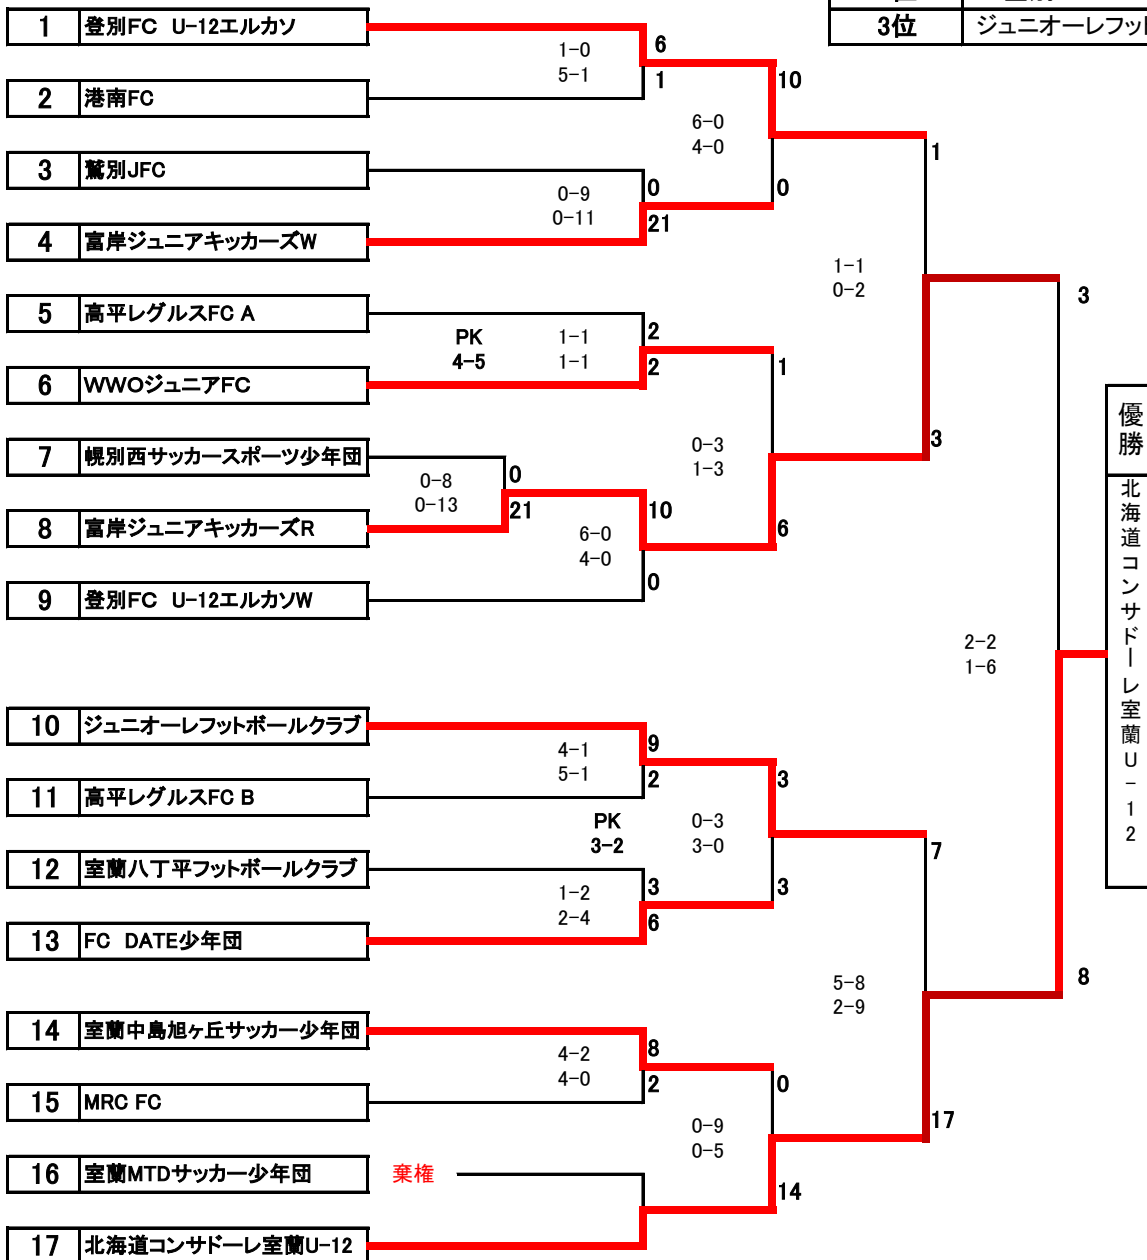 3位 ジュニオーレフット
1 登別FC U-12エルカソ
1-0
5-1
6
1
2 港南FC
10
6-0
4-0
0
3 鷲別JFC
0-9
0-11
0
21
4 富岸ジュニアキッカーズW
1
1-1
0-2
3
5 高平レグルスFC A
PK
4-5
1-1
1-1
2
2
6 WWOジュニアFC
1
0-3
1-3
6
7 幌別西サッカースポーツ少年団
0-8
0-13
0
21
8 富岸ジュニアキッカーズR
6-0
4-0
10
0
9 登別FC U-12エルカソW
3
2-2
1-6
8
優勝
北海道コンサドーレ室蘭U-12
10 ジュニオーレフットボールクラブ
4-1
5-1
9
2
11 高平レグルスFC B
PK
3-2
0-3
3-0
3
3
12 室蘭八丁平フットボールクラブ
1-2
2-4
3
6
13 FC DATE少年団
7
5-8
2-9
17
14 室蘭中島旭ヶ丘サッカー少年団
4-2
4-0
8
2
15 MRC FC
0
0-9
0-5
14
16 室蘭MTDサッカー少年団 棄権
17 北海道コンサドーレ室蘭U-12